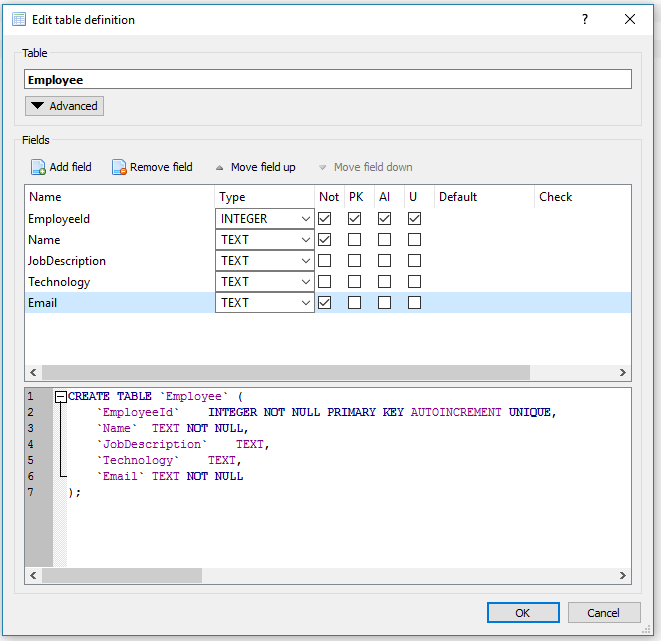 Edit table definition ?
Table
Employee
Advanced
Fields
Add field Remove field Move field up Move field down
Name Type Not PK AI U Default Check
EmployeeId INTEGER
Name TEXT
JobDescription TEXT
Technology TEXT
Email TEXT
1 CREATE TABLE `Employee` (
2 `EmployeeId` INTEGER NOT NULL PRIMARY KEY AUTOINCREMENT UNIQUE,
3 `Name` TEXT NOT NULL,
4 `JobDescription` TEXT,
5 `Technology` TEXT,
6 `Email` TEXT NOT NULL
7 );
OK Cancel